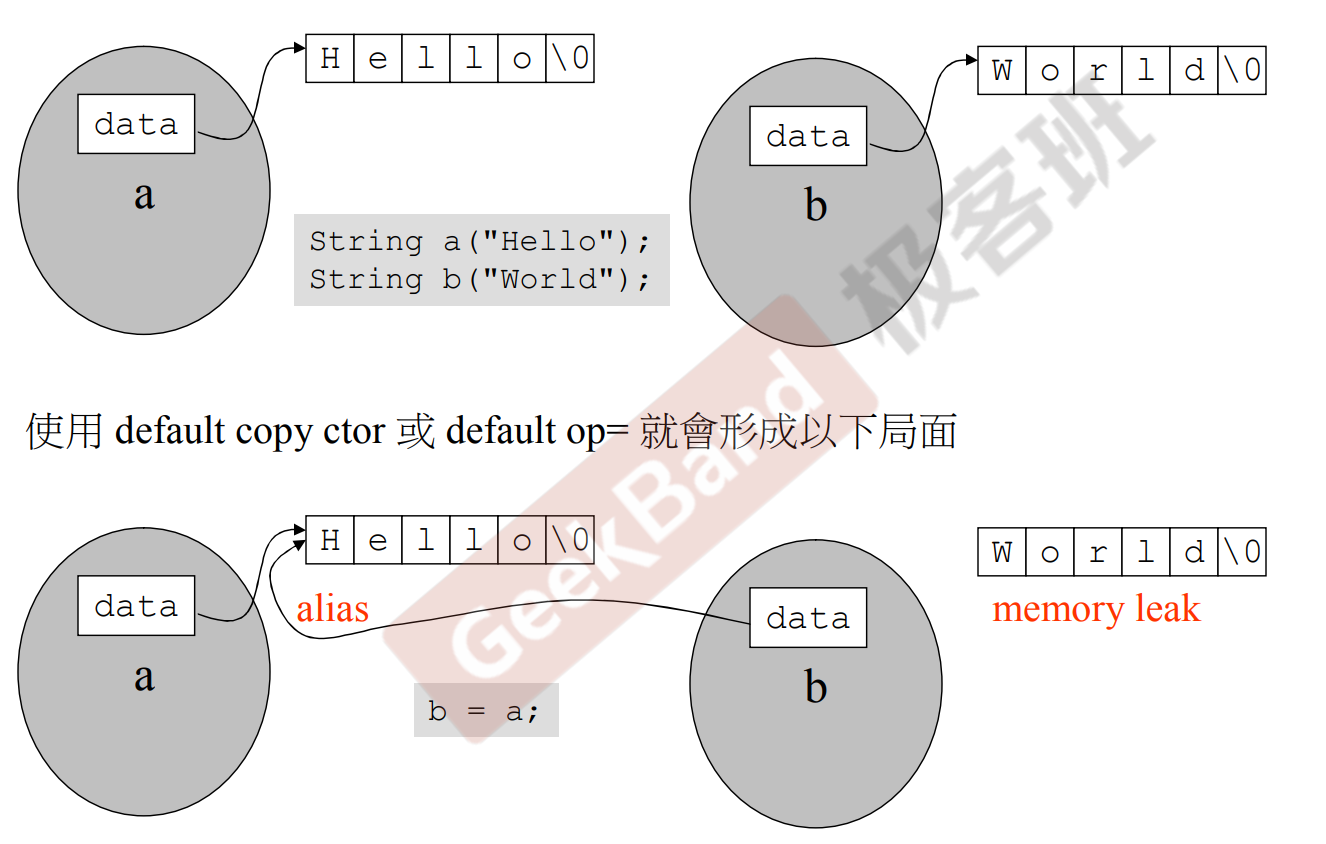 H e l l o \0
W o r l d \0
data
data
a
b
String a("Hello");
String b("World");
极客班
GeekBand
使用 default copy ctor 或 default op= 就會形成以下局面
H e l l o \0
W o r l d \0
data
alias
data
memory leak
a
b
b = a;